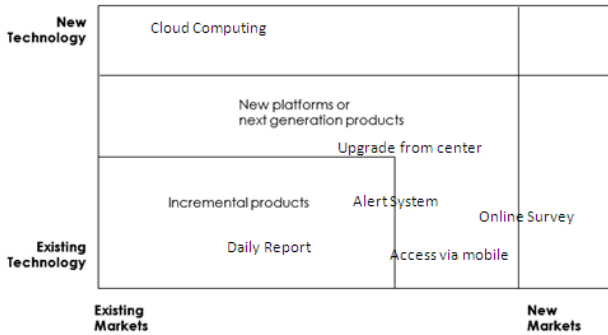 New
Technology
Cloud Computing
New platforms or
next generation products
Upgrade from center
Incremental products
Alert System
Online Survey
Existing
Technology
Daily Report
Access via mobile
Existing
Markets
New
Markets